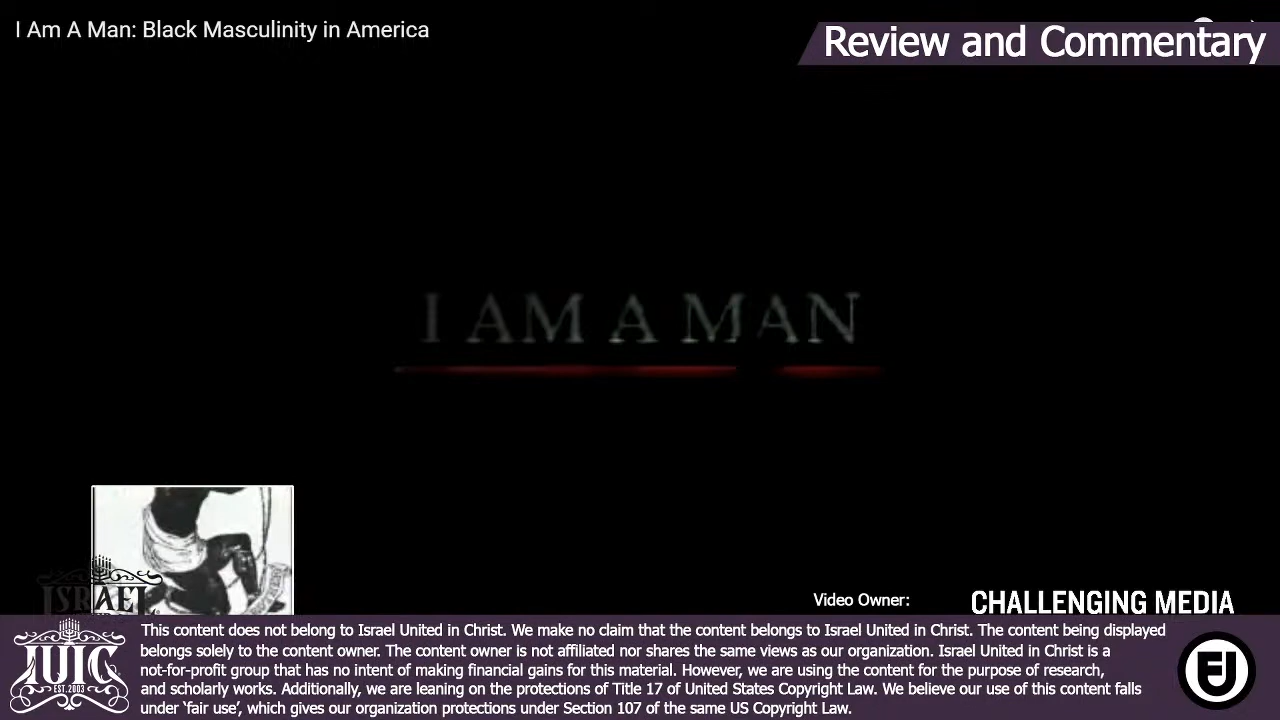 I Am A Man: Black Masculinity in America
Review and Commentary
I AM A MAN
ISRAEL
Video Owner:
CHALLENGING MEDIA
This content does not belong to Israel United in Christ. We make no claim that the content belongs to Israel United in Christ. The content being displayed
belongs solely to the content owner. The content owner is not affiliated nor shares the same views as our organization. Israel United in Christ is a
not-for-profit group that has no intent of making financial gains for this material. However, we are using the content for the purpose of research,
and scholarly works. Additionally, we are leaning on the protections of Title 17 of United States Copyright Law. We believe our use of this content falls
under ‘fair use’, which gives our organization protections under Section 107 of the same US Copyright Law.
IUIC
EST.2003